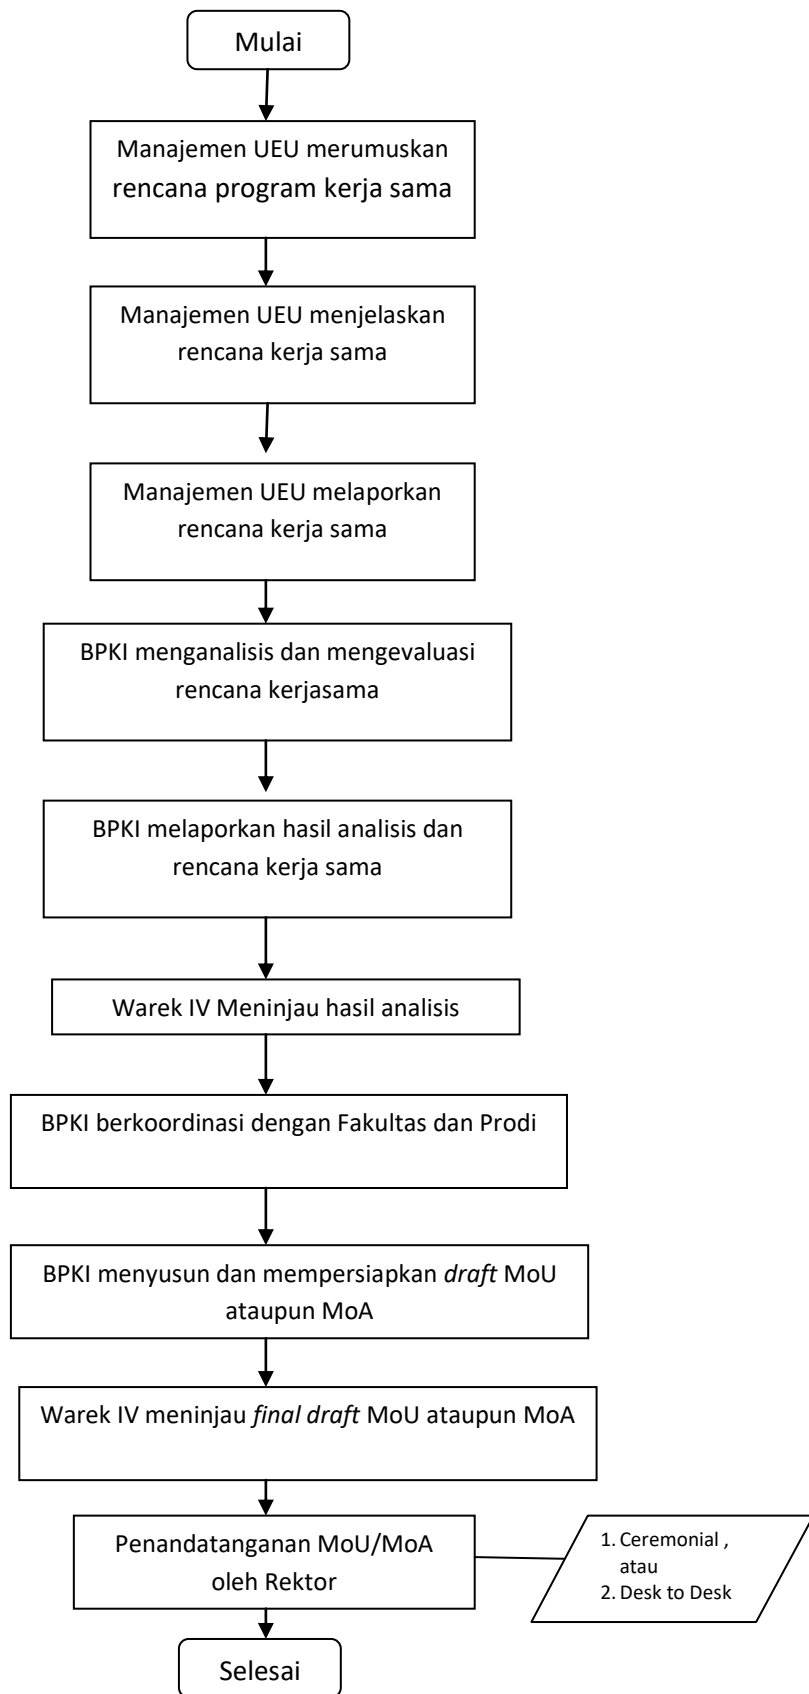 Mulai
Manajemen UEU merumuskan
rencana program kerja sama
Manajemen UEU menjelaskan
rencana kerja sama
Manajemen UEU melaporkan
rencana kerja sama
BPKI menganalisis dan mengevaluasi
rencana kerjasama
BPKI melaporkan hasil analisis dan
rencana kerja sama
Warek IV Meninjau hasil analisis
BPKI berkoordinasi dengan Fakultas dan Prodi
BPKI menyusun dan mempersiapkan draft MoU
ataupun MoA
Warek IV meninjau final draft MoU ataupun MoA
Penandatanganan MoU/MoA
oleh Rektor
1. Ceremonial ,
atau
2. Desk to Desk
Selesai